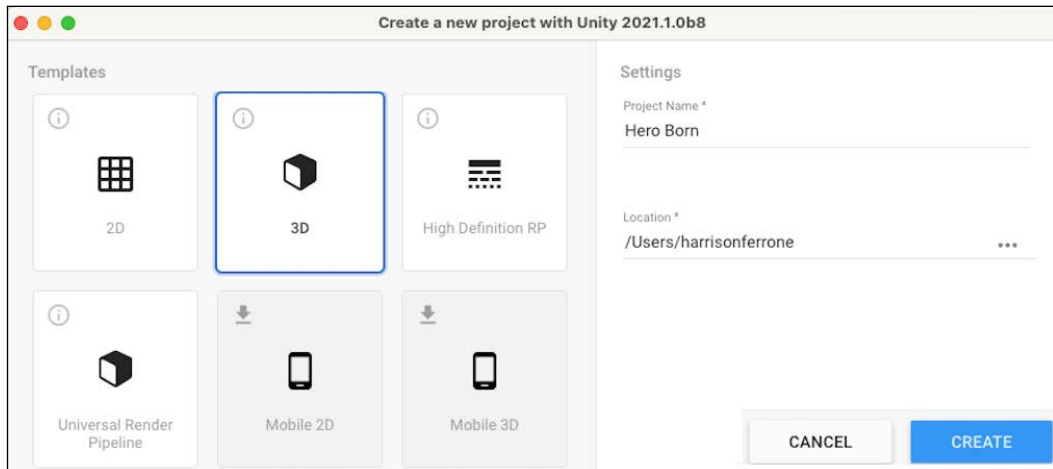 Create a new project with Unity 2021.1.0b8
Templates
2D
3D
High Definition RP
Universal Render
Pipeline
Mobile 2D
Mobile 3D
Settings
Project Name *
Hero Born
Location *
/Users/harrisonferrone
CANCEL
CREATE